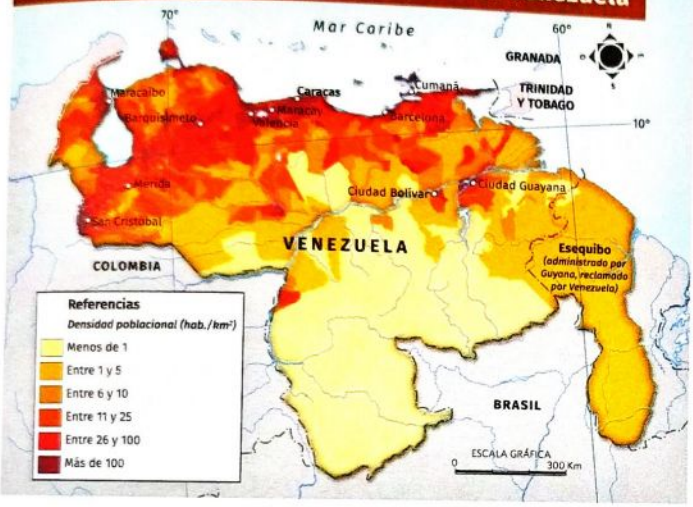 Venezuela
70°
Mar Caribe
60°
N
O
E
S
GRANADA
TRINIDAD
Y TOBAGO
10°
Maracaibo
Caracas
Cumaná
Barquisimeto
Maracay
Valencia
Barcelona
Mérida
Ciudad Bolívar
Ciudad Guayana
San Cristóbal
VENEZUELA
COLOMBIA
Esequibo
(administrado por
Guyana, reclamado
por Venezuela)
Referencias
Densidad poblacional (hab./km²)
Menos de 1
Entre 1 y 5
Entre 6 y 10
Entre 11 y 25
Entre 26 y 100
Más de 100
BRASIL
ESCALA GRÁFICA
0 300 Km